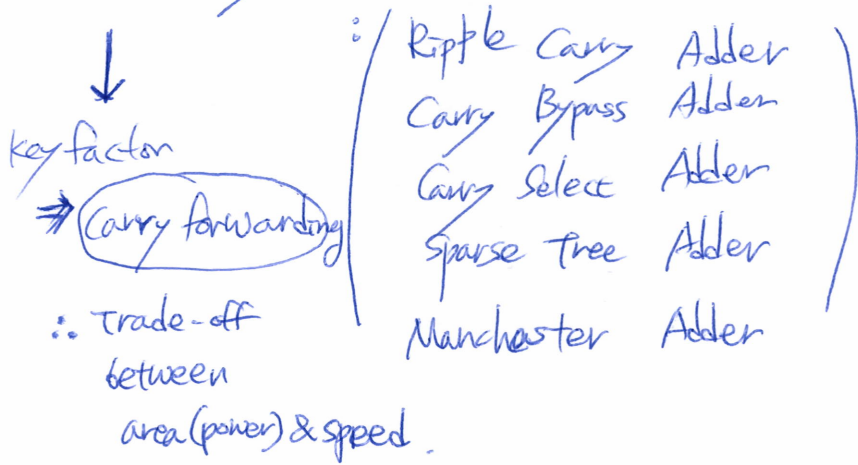 key factor
⇒ Carry forwarding
∴ Trade-off
between
area (power) & speed.
: Ripple Carry Adder
Carry Bypass Adder
Carry Select Adder
Sparse Tree Adder
Manchester Adder